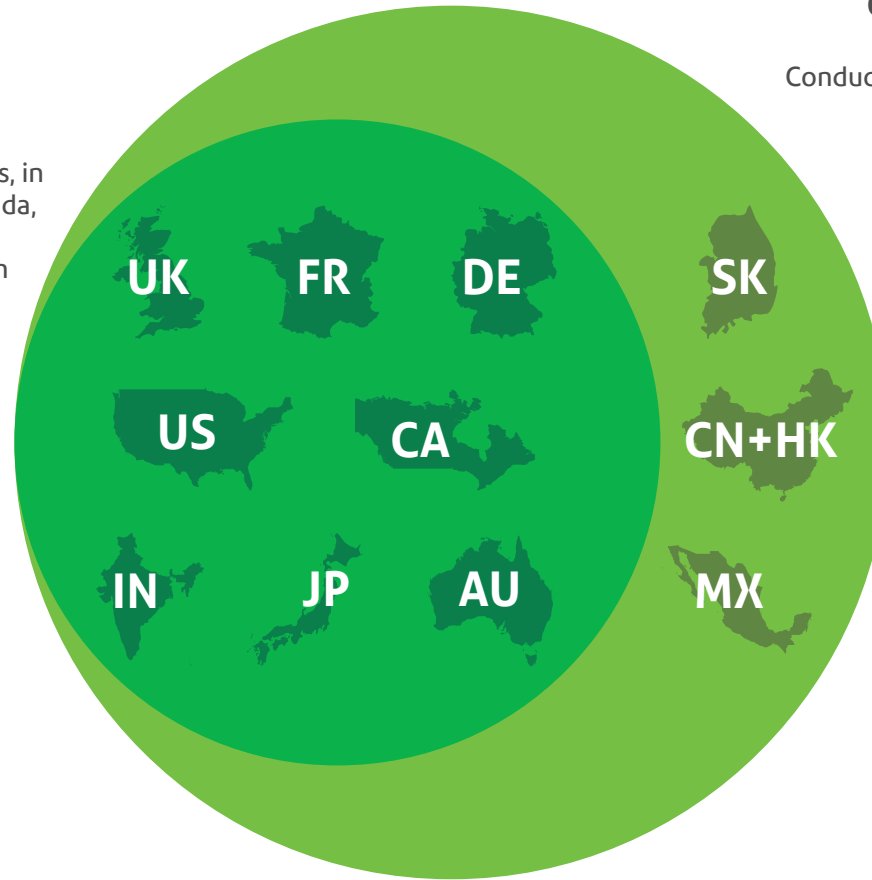 Conduc
s, in
da,
n
UK FR DE SK
US CA CN+HK
IN JP AU MX